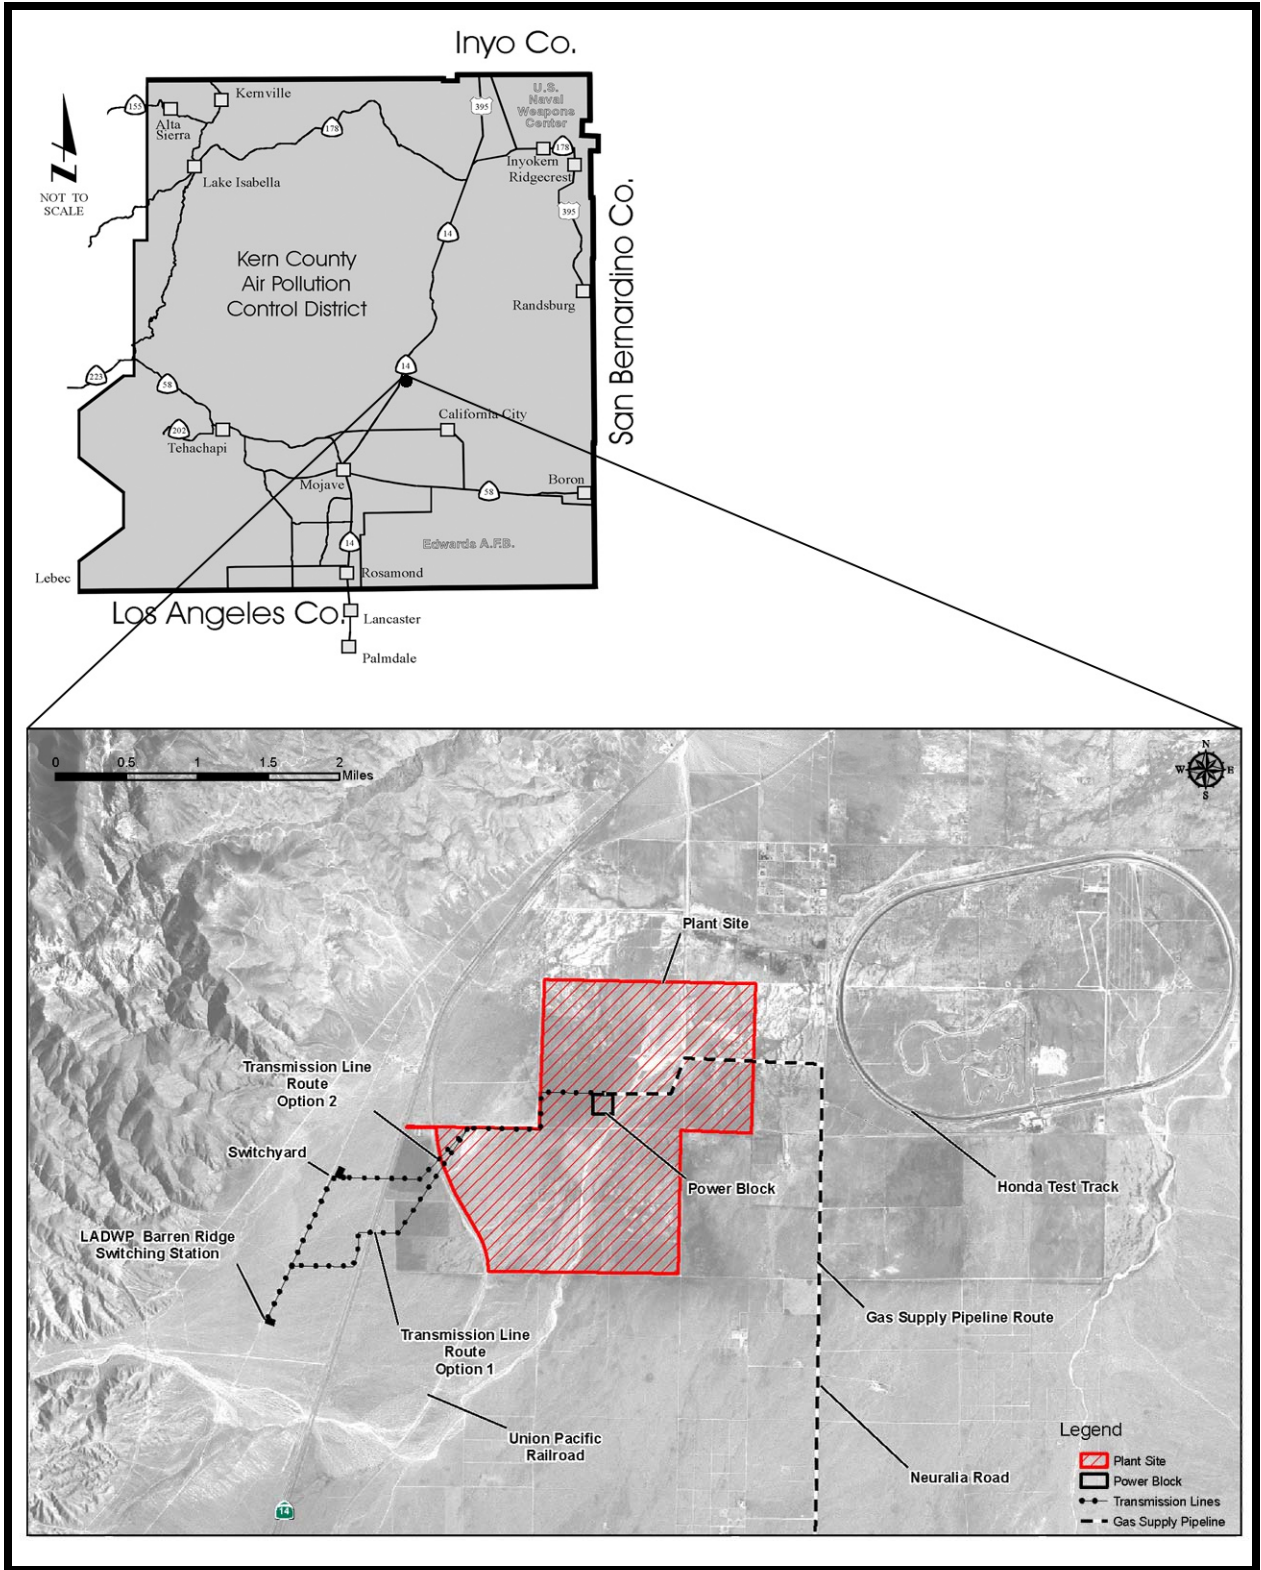 Inyo Co.
U.S.
Naval
Weapons
Center
Kernville
155
395
Alta
Sierra
178
178
Inyokern
Ridgecrest
Lake Isabella
N
NOT TO
SCALE
395
14
Kern County
Air Pollution
Control District
San Bernardino Co.
Randsburg
14
223
58
California City
202
Tehachapi
Mojave
Boron
58
14
Edwards A.F.B.
Lebec
Rosamond
Los Angeles Co.
Lancaster
Palmdale
0 0.5 1 1.5 2
Miles
N
W E
S
Plant Site
Transmission Line
Route
Option 2
Switchyard
Power Block
Honda Test Track
LADWP Barren Ridge
Switching Station
Gas Supply Pipeline Route
Transmission Line
Route
Option 1
Union Pacific
Railroad
Neuralia Road
14
Legend
Plant Site
Power Block
Transmission Lines
Gas Supply Pipeline